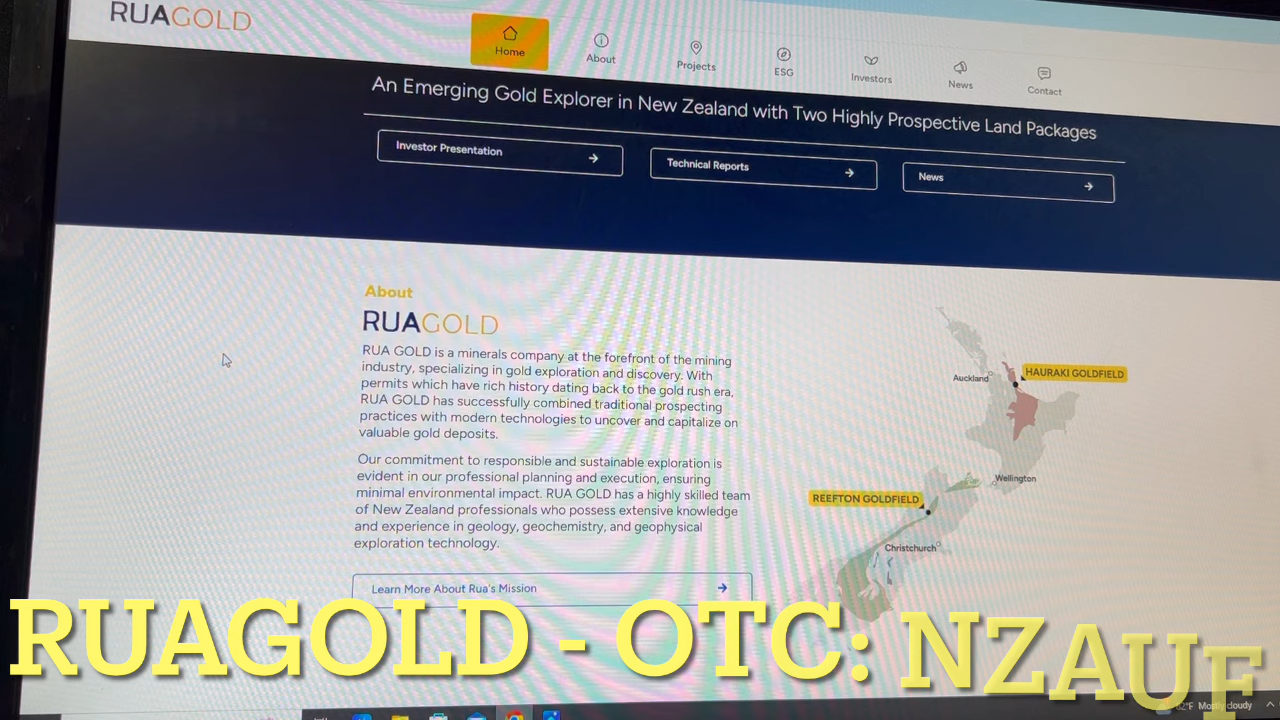 RUAGOLD
Home
About
Projects
ESG
Investors
News
Contact
An Emerging Gold Explorer in New Zealand with Two Highly Prospective Land Packages
Investor Presentation
Technical Reports
News
About
RUAGOLD
RUA GOLD is a minerals company at the forefront of the mining
industry, specializing in gold exploration and discovery. With
permits which have rich history dating back to the gold rush era,
RUA GOLD has successfully combined traditional prospecting
practices with modern technologies to uncover and capitalize on
valuable gold deposits.
Our commitment to responsible and sustainable exploration is
evident in our professional planning and execution, ensuring
minimal environmental impact. RUA GOLD has a highly skilled team
of New Zealand professionals who possess extensive knowledge
and experience in geology, geochemistry, and geophysical
exploration technology.
Learn More About Rua's Mission
Auckland
HAURAKI GOLDFIELD
Wellington
REEFTON GOLDFIELD
Christchurch
RUAGOLD - OTC: NZAUF
Mostly cloudy